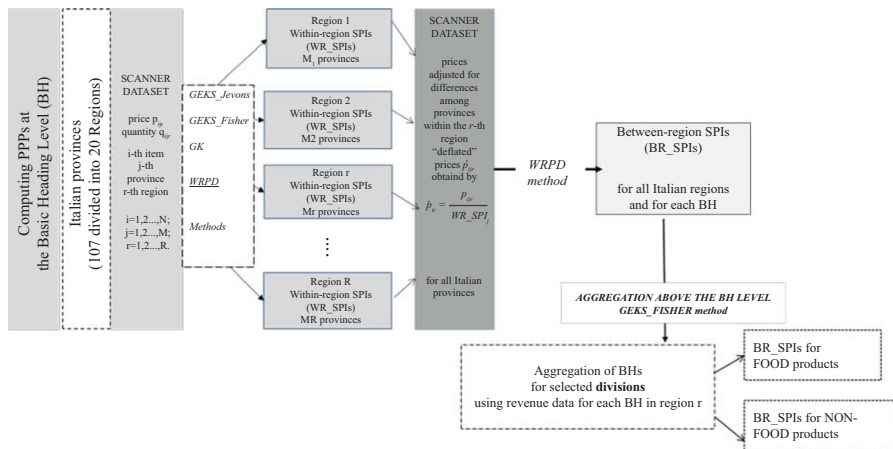 Computing PPPs at
the Basic Heading Level (BH)
Italian provinces
(107 divided into 20 Regions)
SCANNER
DATASET
price p_ijr
quantity q_ijr
i-th item
j-th
province
r-th region
i=1,2...,N;
j=1,2...,M;
r=1,2...,R.
GEKS_Jevons
GEKS_Fisher
GK
WRPD
Methods
Region 1
Within-region SPIs
(WR_SPIs)
M_1 provinces
Region 2
Within-region SPIs
(WR_SPIs)
M2 provinces
Region r
Within-region SPIs
(WR_SPIs)
Mr provinces
Region R
Within-region SPIs
(WR_SPIs)
MR provinces
SCANNER
DATASET
prices
adjusted for
differences
among
provinces
within the r-th
region
“deflated”
prices p̂_ijr
obtaind by
p̂_ir = p_ijr / WR_SPI_j
for all Italian
provinces
WRPD
method
Between-region SPIs
(BR_SPIs)
for all Italian regions
and for each BH
AGGREGATION ABOVE THE BH LEVEL
GEKS_FISHER method
Aggregation of BHs
for selected divisions
using revenue data for each BH in region r
BR_SPIs for
FOOD products
BR_SPIs for NON-
FOOD products